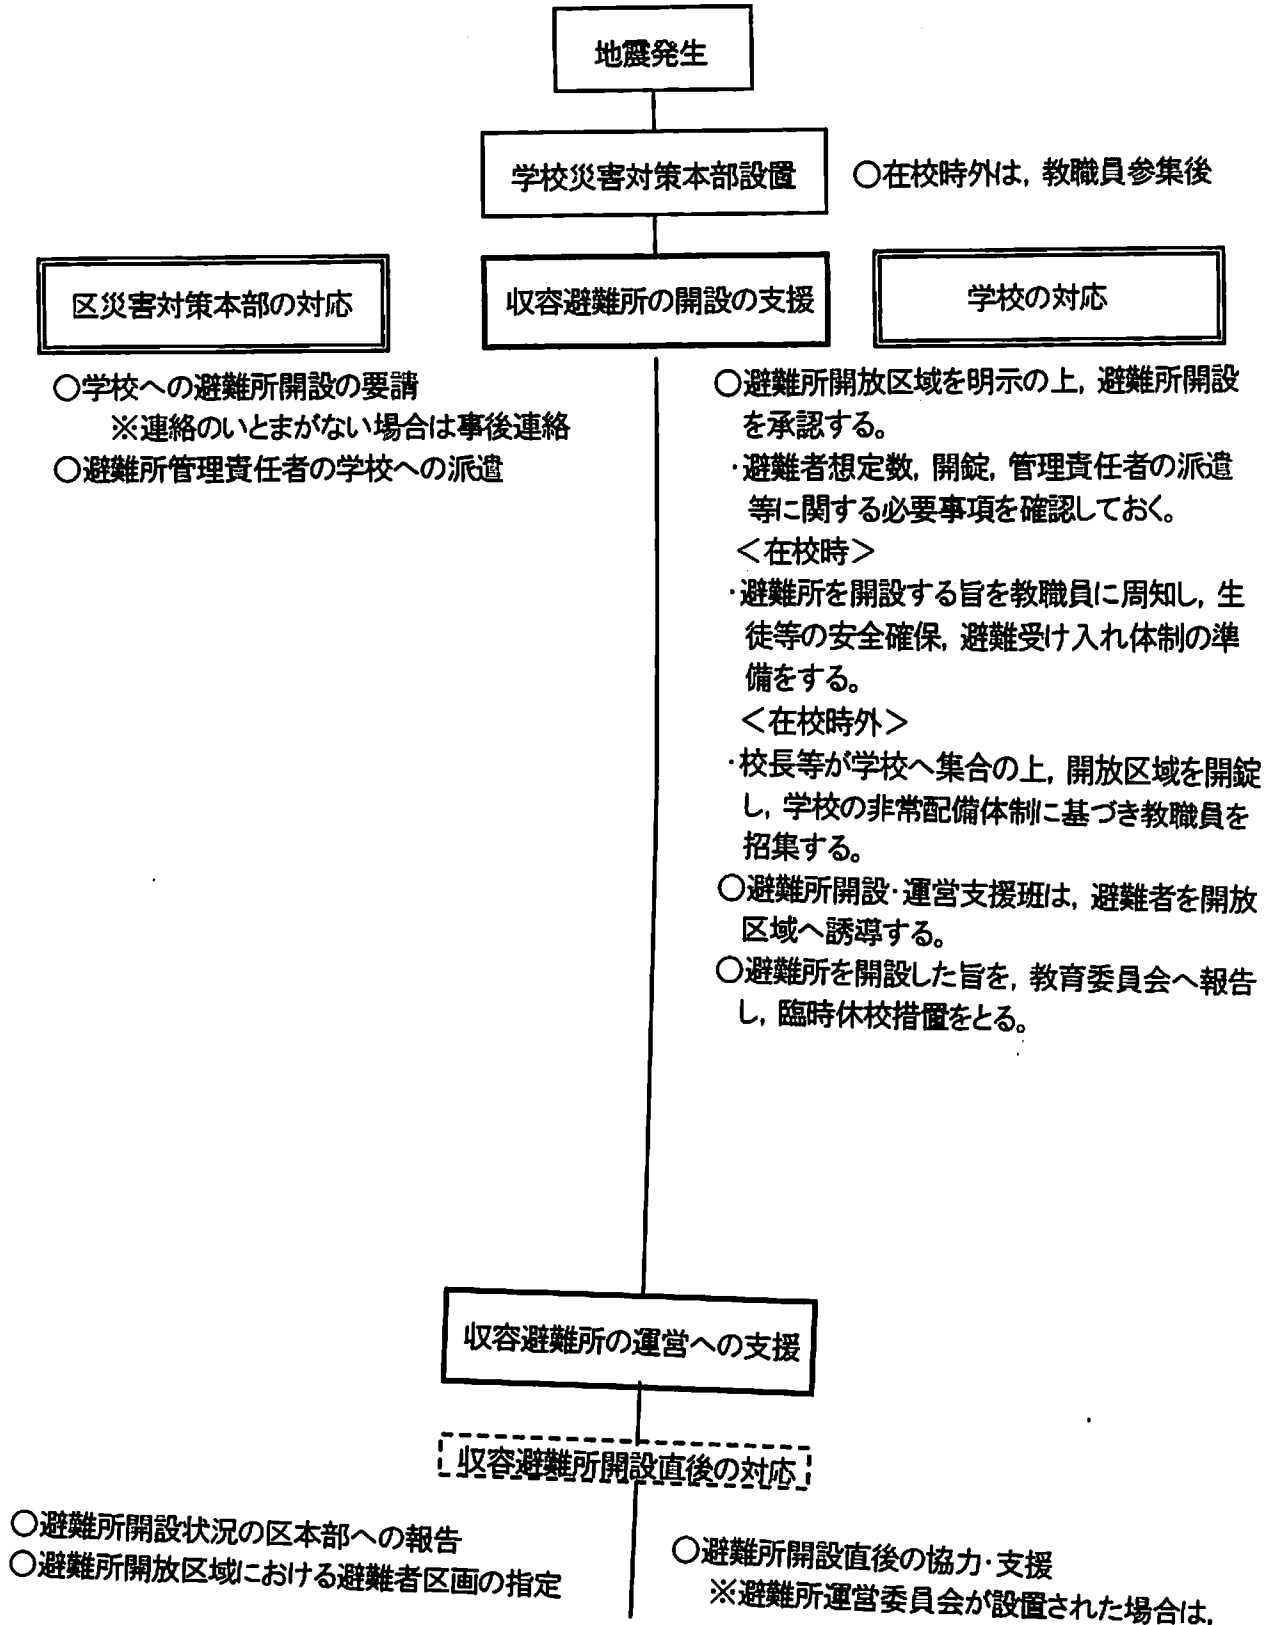 地震発生
学校災害対策本部設置
○在校時外は，教職員参集後
区災害対策本部の対応
収容避難所の開設の支援
学校の対応
○学校への避難所開設の要請
※連絡のいとまがない場合は事後連絡
○避難所管理責任者の学校への派遣
○避難所開放区域を明示の上，避難所開設
を承認する。
・避難者想定数，開錠，管理責任者の派遣
等に関する必要事項を確認しておく。
＜在校時＞
・避難所を開設する旨を教職員に周知し，生
徒等の安全確保，避難受け入れ体制の準
備をする。
＜在校時外＞
・校長等が学校へ集合の上，開放区域を開錠
し，学校の非常配備体制に基づき教職員を
招集する。
○避難所開設・運営支援班は，避難者を開放
区域へ誘導する。
○避難所を開設した旨を，教育委員会へ報告
し，臨時休校措置をとる。
収容避難所の運営への支援
収容避難所開設直後の対応
○避難所開設状況の区本部への報告
○避難所開放区域における避難者区画の指定
○避難所開設直後の協力・支援
※避難所運営委員会が設置された場合は，